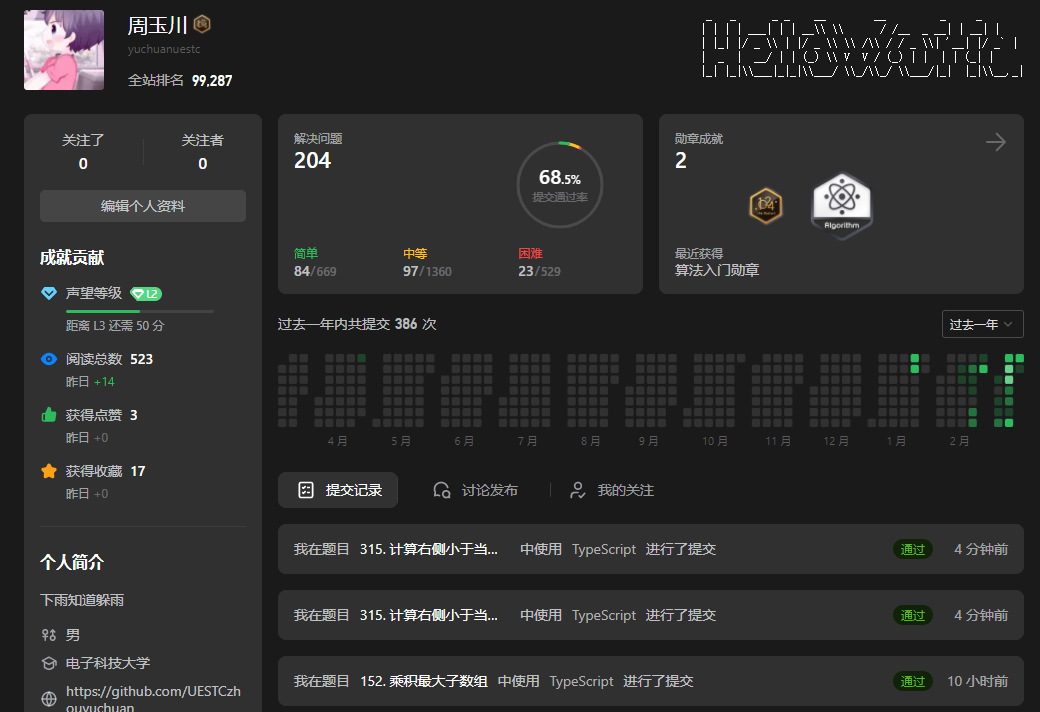 周玉川
yuchuanuestc
全站排名 99,287
关注了 关注者
0 0
编辑个人资料
成就贡献
声望等级 L2
距离 L3 还需 50 分
阅读总数 523
昨日 +14
获得点赞 3
昨日 +0
获得收藏 17
昨日 +0
个人简介
下雨知道躲雨
男
电子科技大学
https://github.com/UESTCzh
ouyuchuan
解决问题
204
68.5%
提交通过率
简单 中等 困难
84/669 97/1360 23/529
勋章成就
2
Algorithm
最近获得
算法入门勋章
过去一年内共提交 386 次
过去一年
4 月 5 月 6 月 7 月 8 月 9 月 10 月 11 月 12 月 1 月 2 月
提交记录 讨论发布 我的关注
我在题目 315. 计算右侧小于当... 中使用 TypeScript 进行了提交 通过 4 分钟前
我在题目 315. 计算右侧小于当... 中使用 TypeScript 进行了提交 通过 4 分钟前
我在题目 152. 乘积最大子数组 中使用 TypeScript 进行了提交 通过 10 小时前